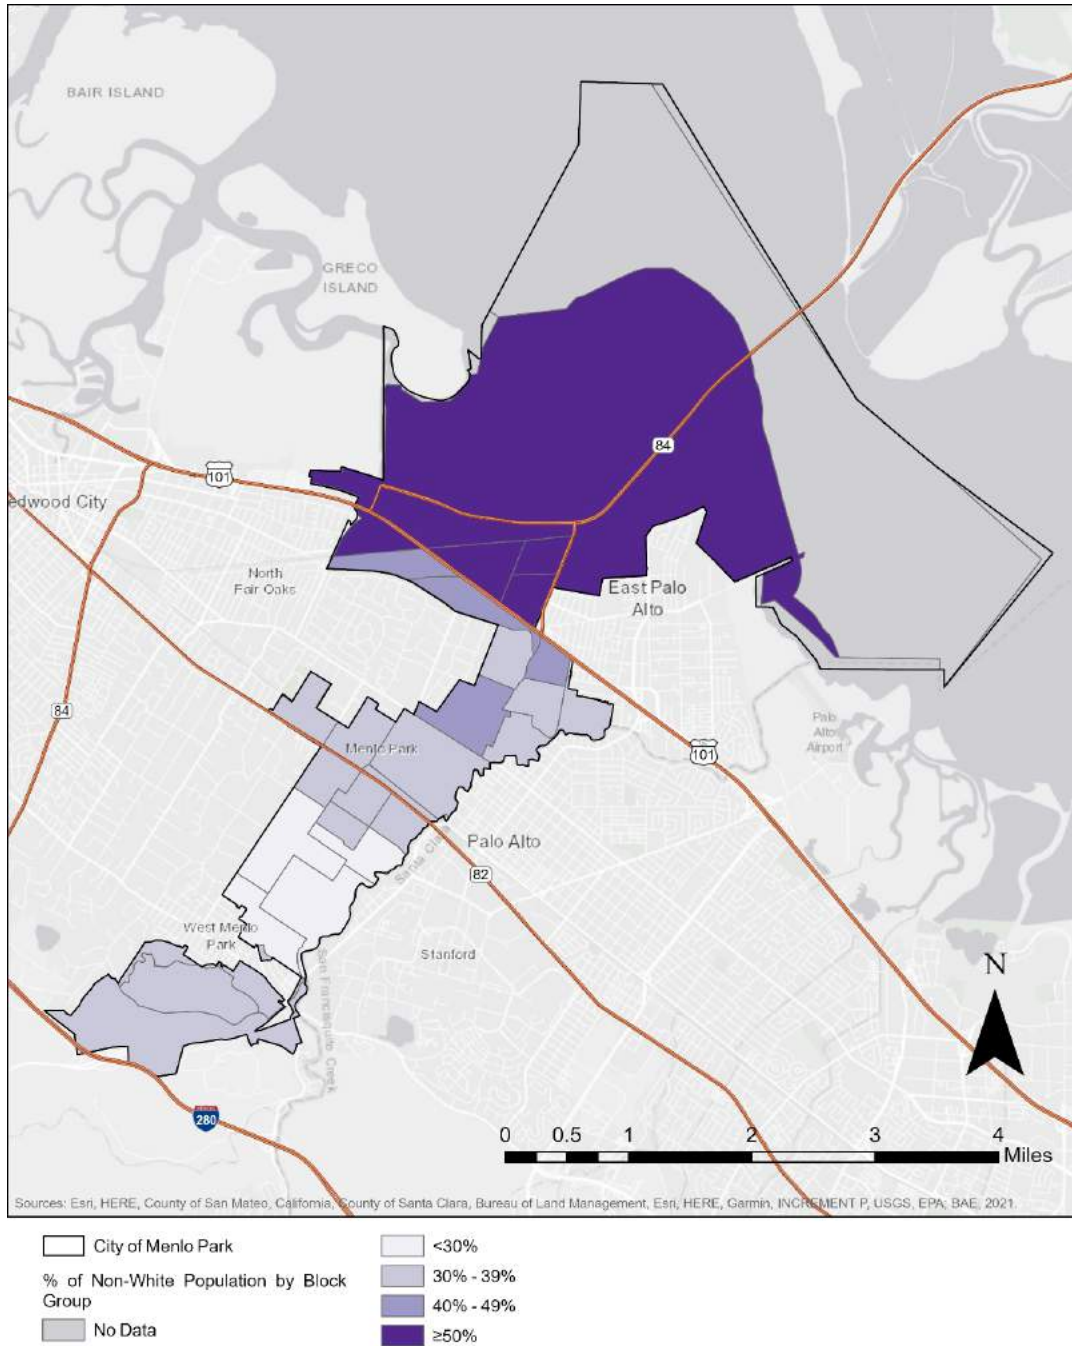 BAIR ISLAND
GRECO
ISLAND
84
101
edwood City
North
Fair Oaks
East Palo
Alto
84
Menlo Park
Palo
Alto
Airport
101
Palo Alto
Santa Cla
82
West Menlo
Park
Stanford
San Francisquito Creek
N
280
0 0.5 1 2 3 4
Miles
Sources: Esri, HERE, County of San Mateo, California, County of Santa Clara, Bureau of Land Management, Esri, HERE, Garmin, INCREMENT P, USGS, EPA; BAE, 2021.
City of Menlo Park
% of Non-White Population by Block
Group
No Data
<30%
30% - 39%
40% - 49%
≥50%